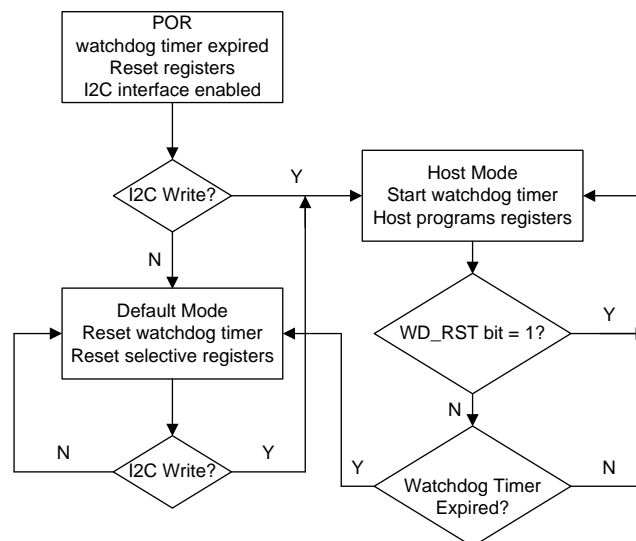 POR
watchdog timer expired
Reset registers
I2C interface enabled
I2C Write?
Y
N
Host Mode
Start watchdog timer
Host programs registers
Default Mode
Reset watchdog timer
Reset selective registers
WD_RST bit = 1?
Y
N
I2C Write?
N
Y
Watchdog Timer
Expired?
Y
N